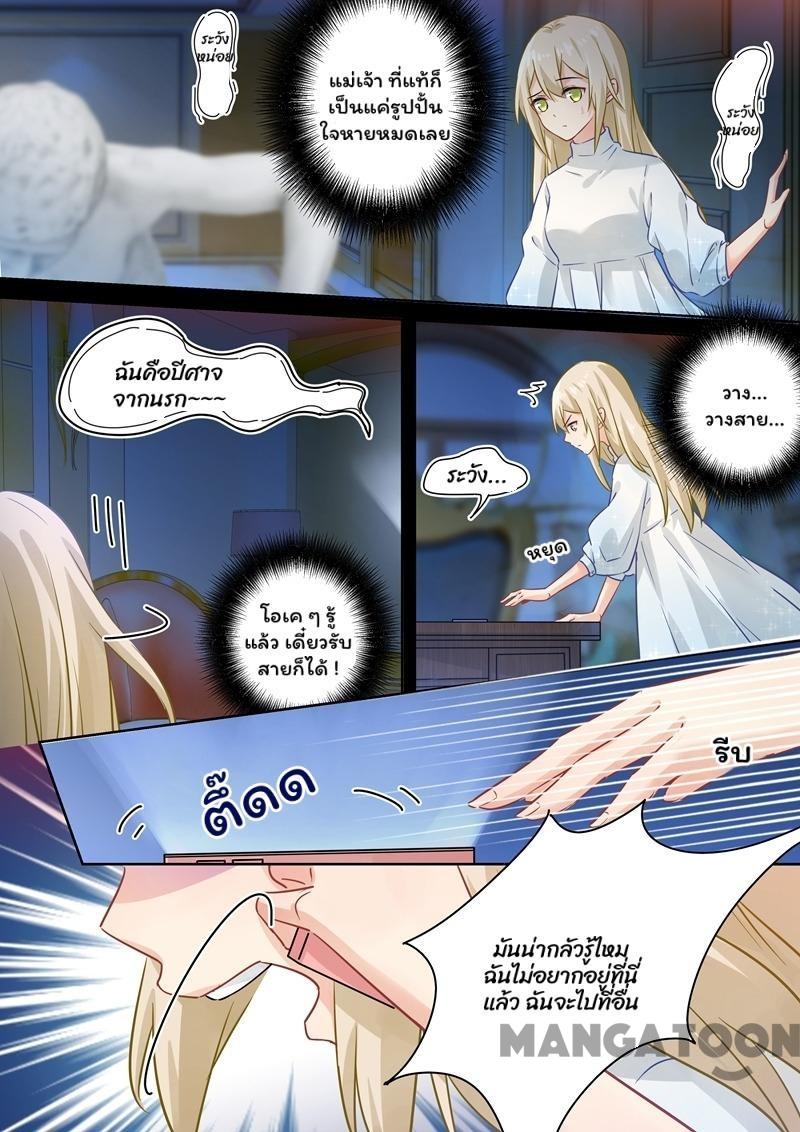 ระวัง
หน่อย
แม่เจ้า ที่แท้ก็
เป็นแค่รูปปั้น
ใจหายหมดเลย
ระวัง
หน่อย
ฉันคือปีศาจ
จากนรก~~~
วาง...
วางสาย...
ระวัง...
หยุด
โอเค ๆ รู้
แล้ว เดี๋ยวรับ
สายก็ได้ !
รีบ
ตึ๊ดด
มันน่ากลัวรู้ไหม
ฉันไม่อยากอยู่ที่นี่
แล้ว ฉันจะไปที่อื่น
MANGATOON